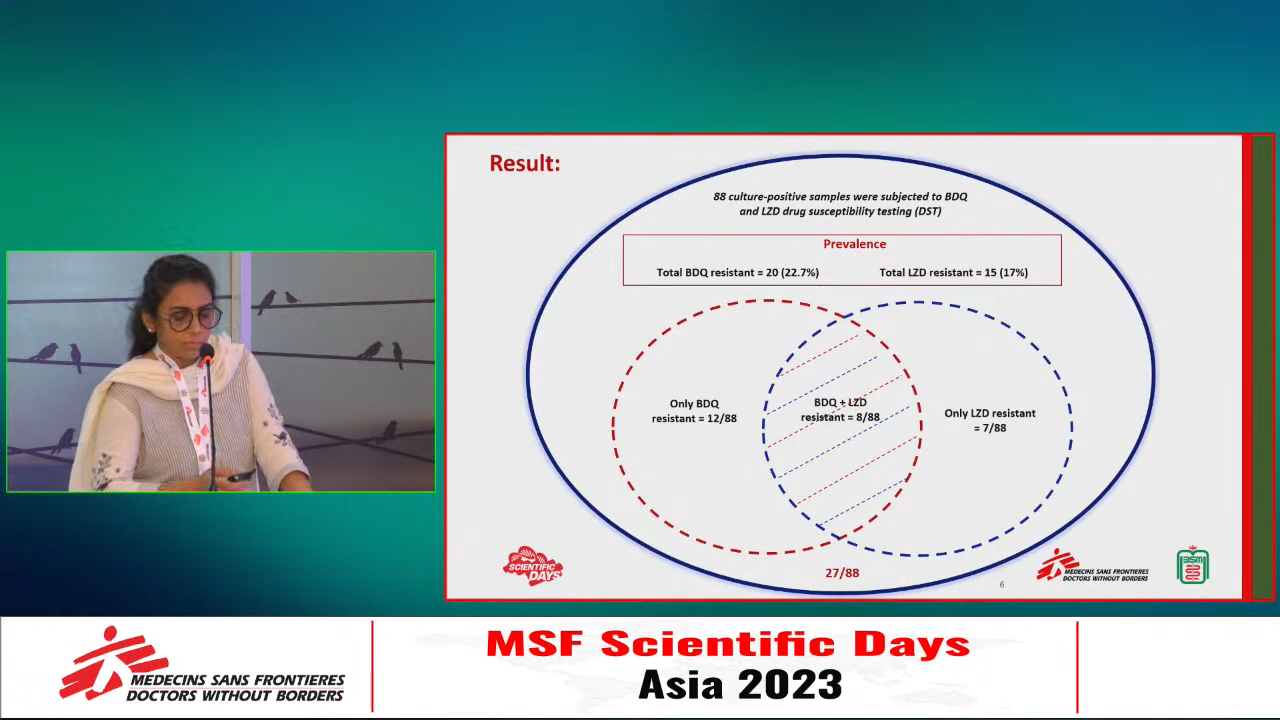 Result:
88 culture-positive samples were subjected to BDQ
and LZD drug susceptibility testing (DST)
Prevalence
Total BDQ resistant = 20 (22.7%)
Total LZD resistant = 15 (17%)
Only BDQ
resistant = 12/88
BDQ + LZD
resistant = 8/88
Only LZD resistant
= 7/88
27/88
SCIENTIFIC
DAYS
6
MEDECINS SANS FRONTIERES
DOCTORS WITHOUT BORDERS
MEDECINS SANS FRONTIERES
DOCTORS WITHOUT BORDERS
MSF Scientific Days
Asia 2023